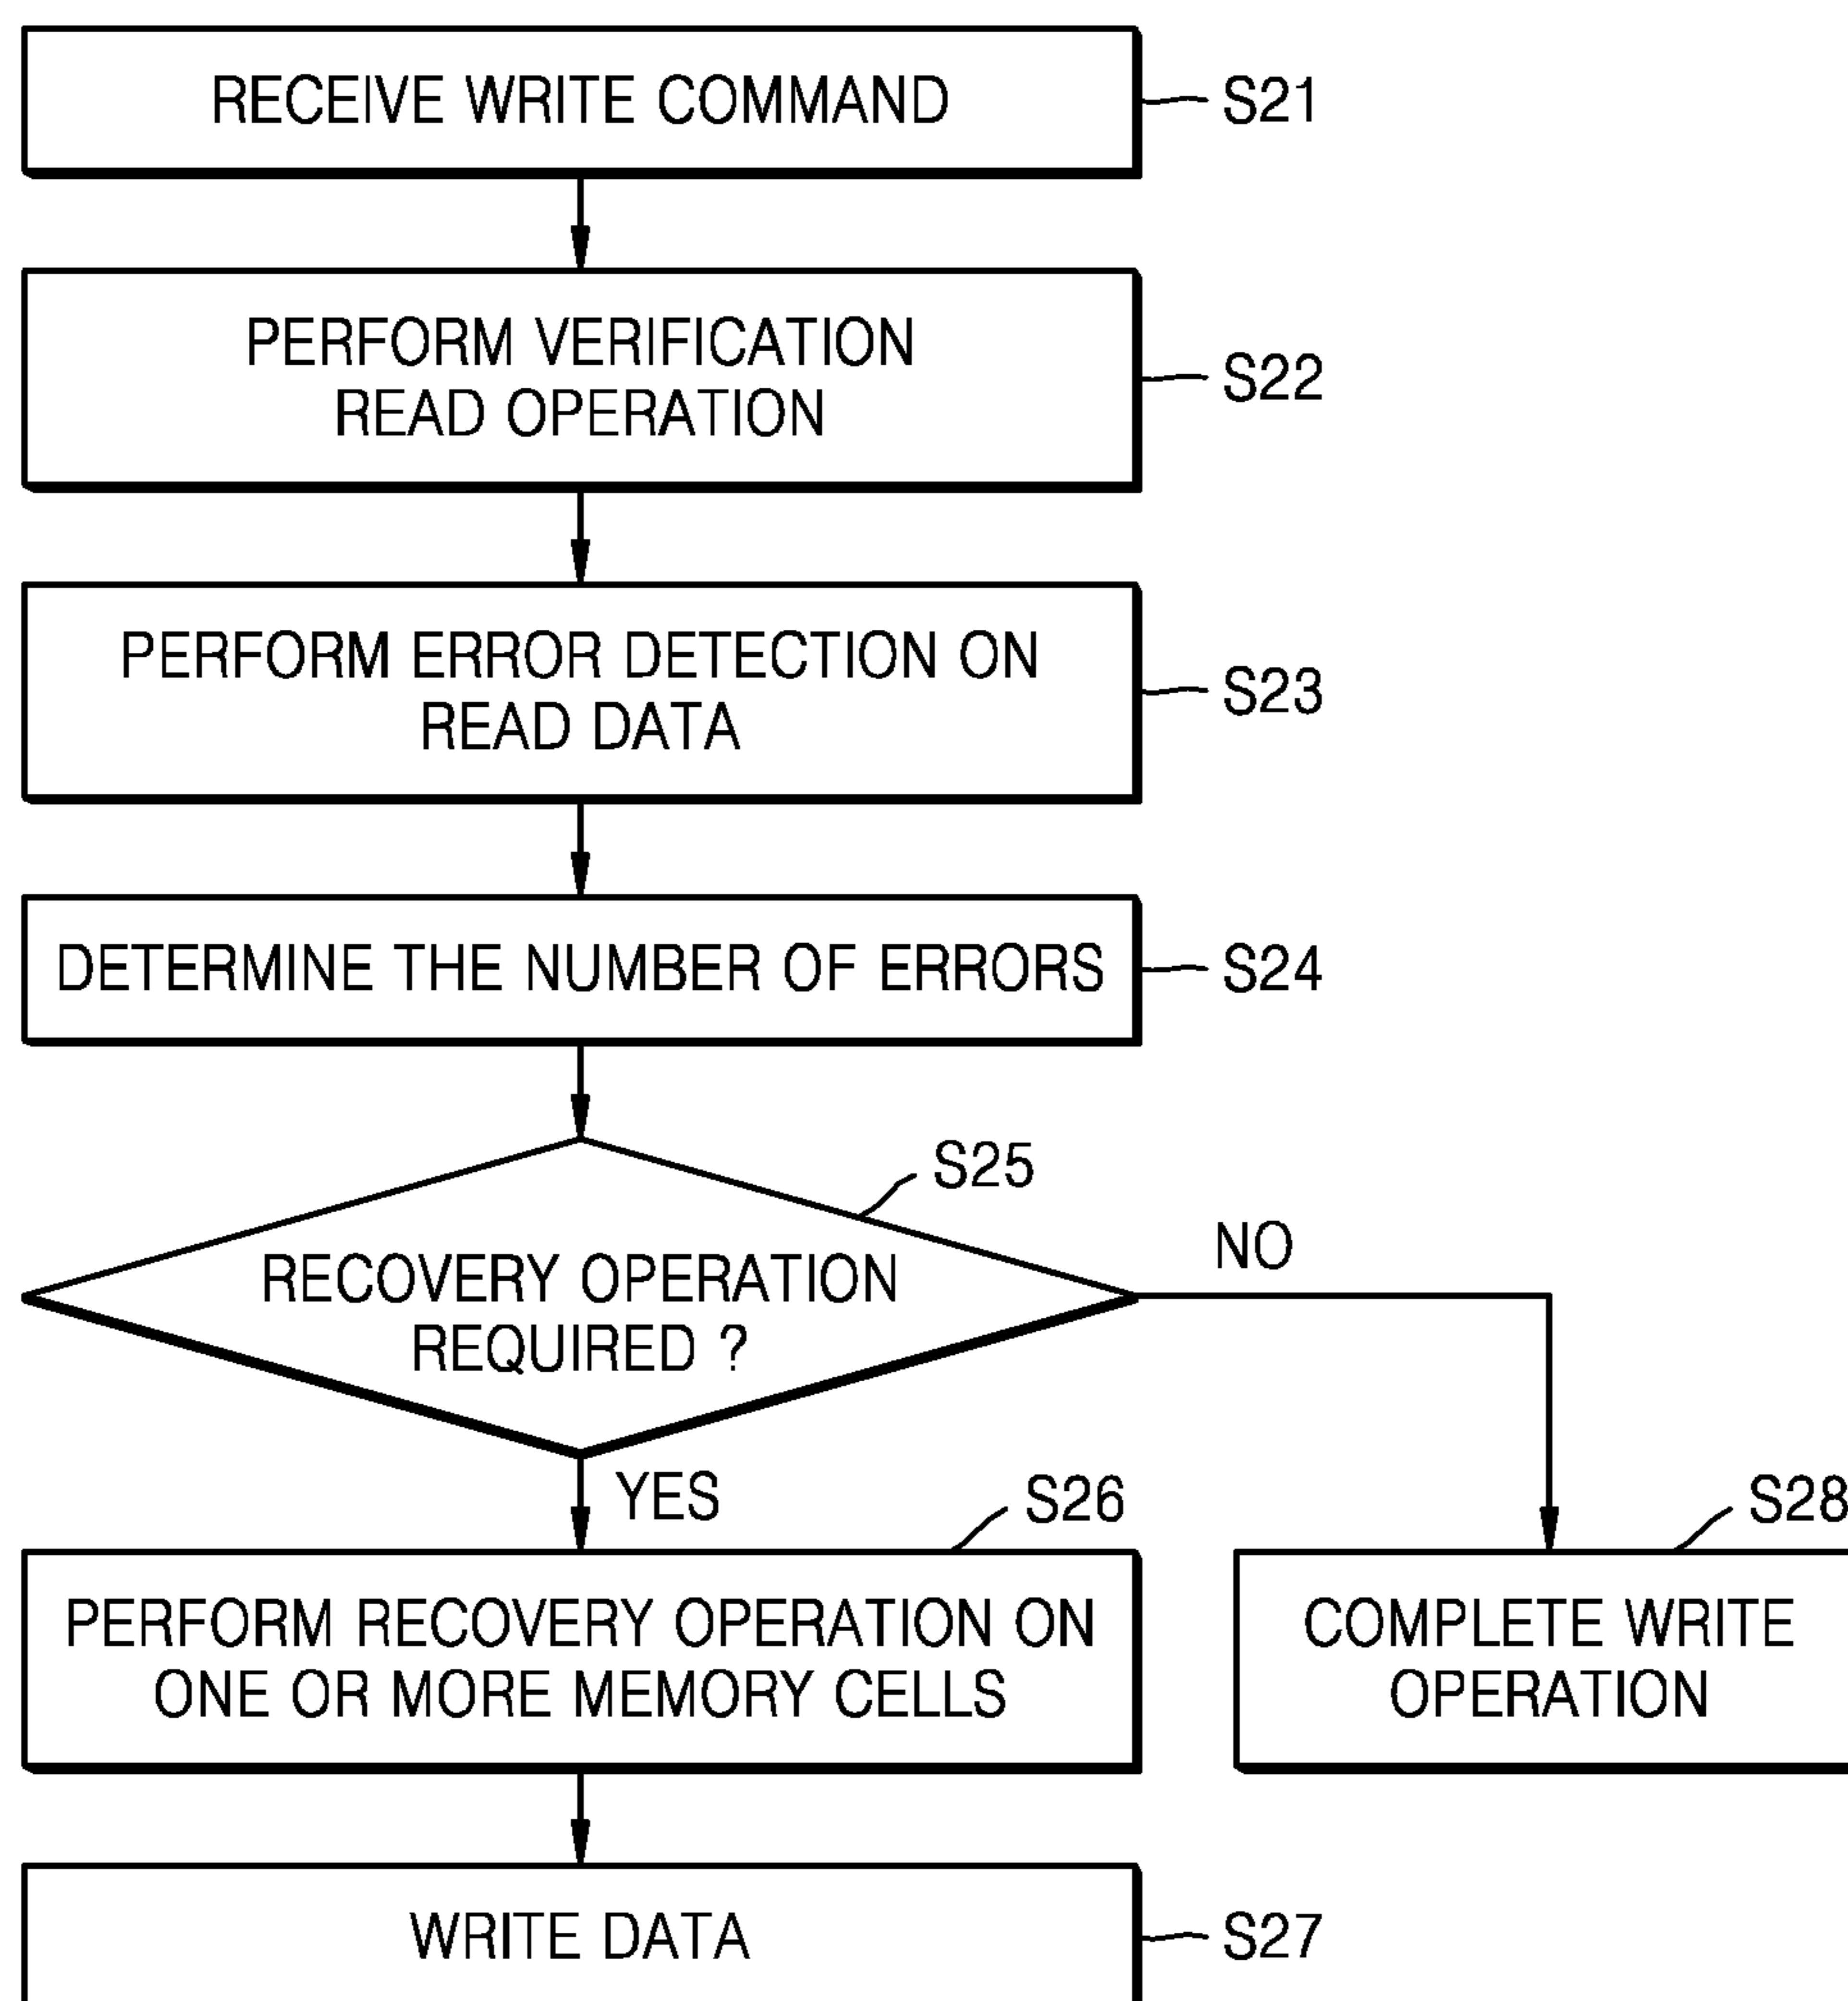 RECEIVE WRITE COMMAND
S21
PERFORM VERIFICATION
READ OPERATION
S22
PERFORM ERROR DETECTION ON
READ DATA
S23
DETERMINE THE NUMBER OF ERRORS
S24
S25
RECOVERY OPERATION
REQUIRED ?
NO
YES
S26
PERFORM RECOVERY OPERATION ON
ONE OR MORE MEMORY CELLS
S28
COMPLETE WRITE
OPERATION
WRITE DATA
S27